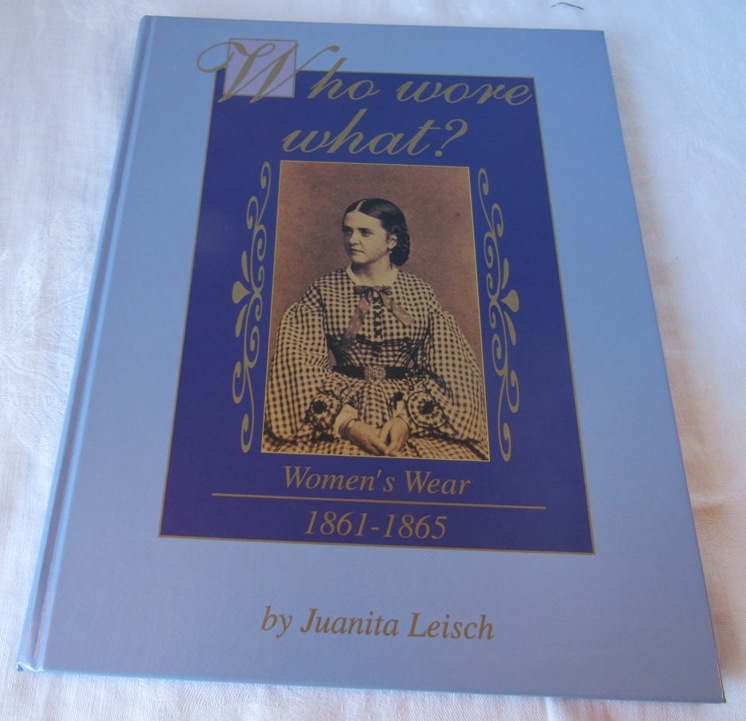 Who wore
what?
Women's Wear
1861-1865
by Juanita Leisch